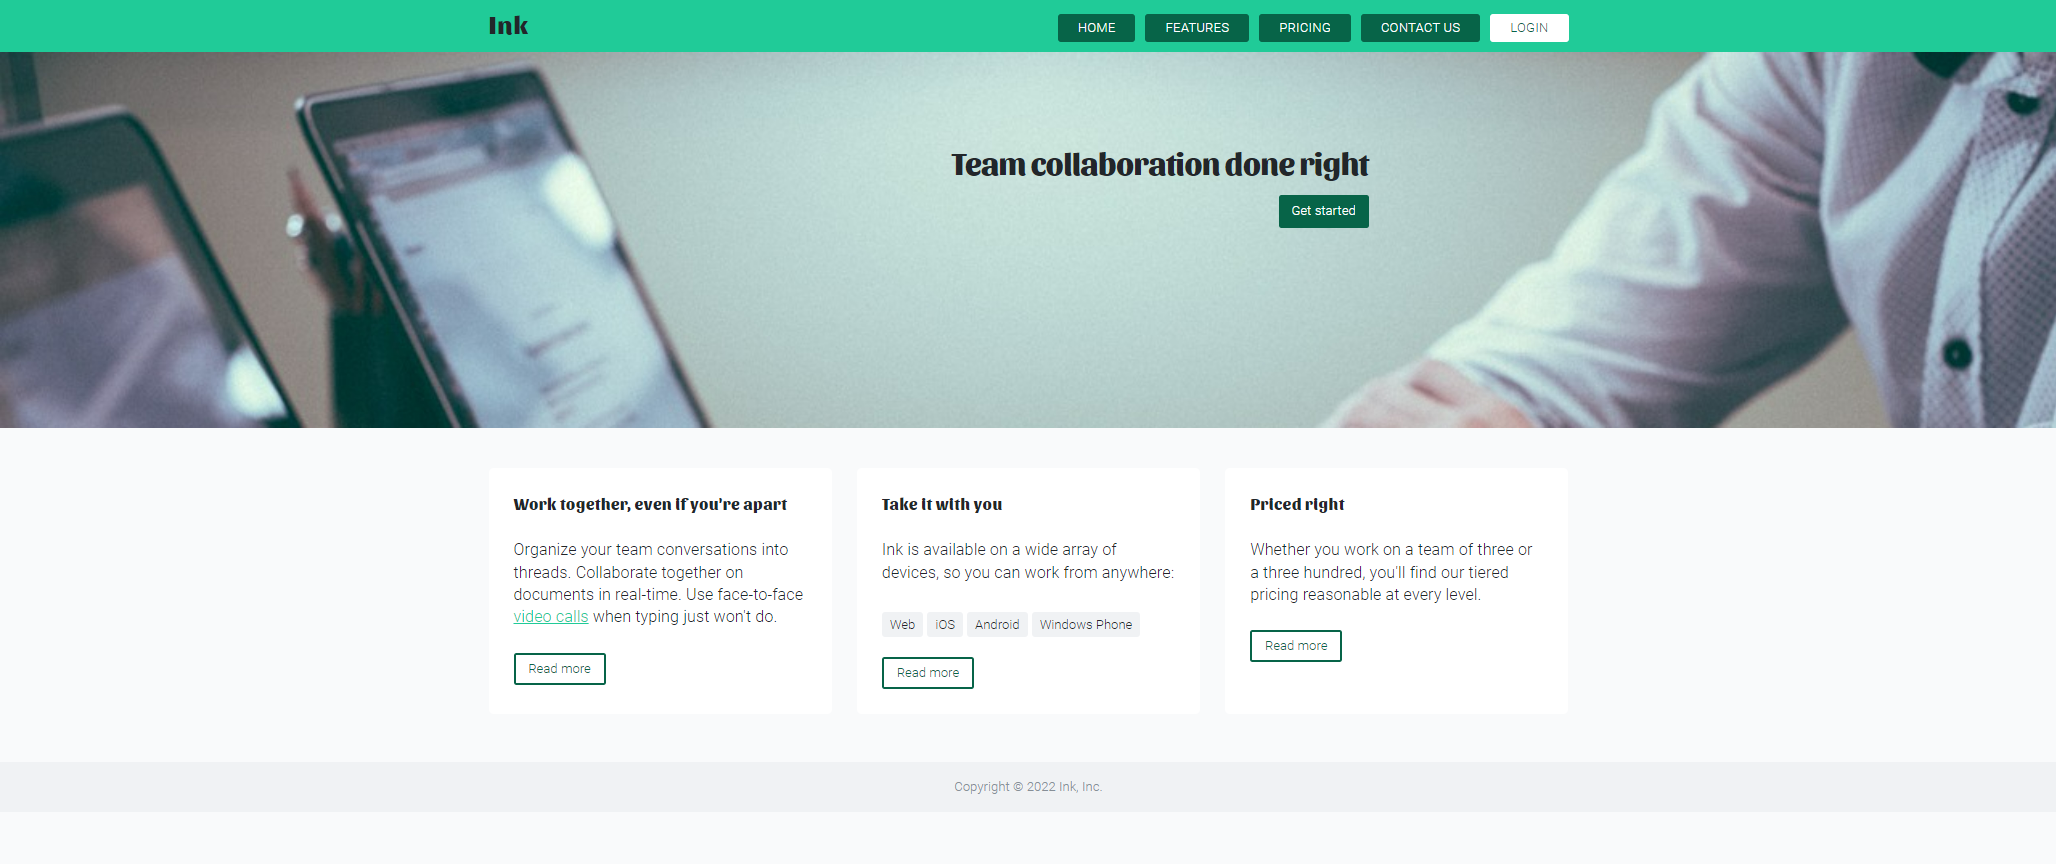 Ink
HOME
FEATURES
PRICING
CONTACT US
LOGIN
Team collaboration done right
Get started
Work together, even if you're apart
Organize your team conversations into
threads. Collaborate together on
documents in real-time. Use face-to-face
video calls when typing just won't do.
Read more
Take it with you
Ink is available on a wide array of
devices, so you can work from anywhere:
Web
iOS
Android
Windows Phone
Read more
Priced right
Whether you work on a team of three or
a three hundred, you'll find our tiered
pricing reasonable at every level.
Read more
Copyright © 2022 Ink, Inc.